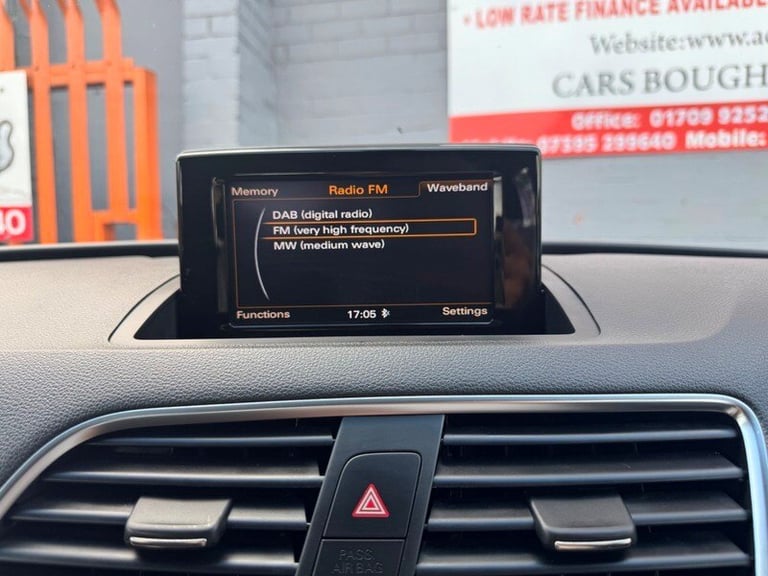 • LOW RATE FINANCE AVAILABLE
Website:www.a
CARS BOUGH
Office: 01709 9252
07395 299640 Mobile:
40
Memory Radio FM Waveband
DAB (digital radio)
FM (very high frequency)
MW (medium wave)
Functions 17:05 Settings
PASS
AIR BAG